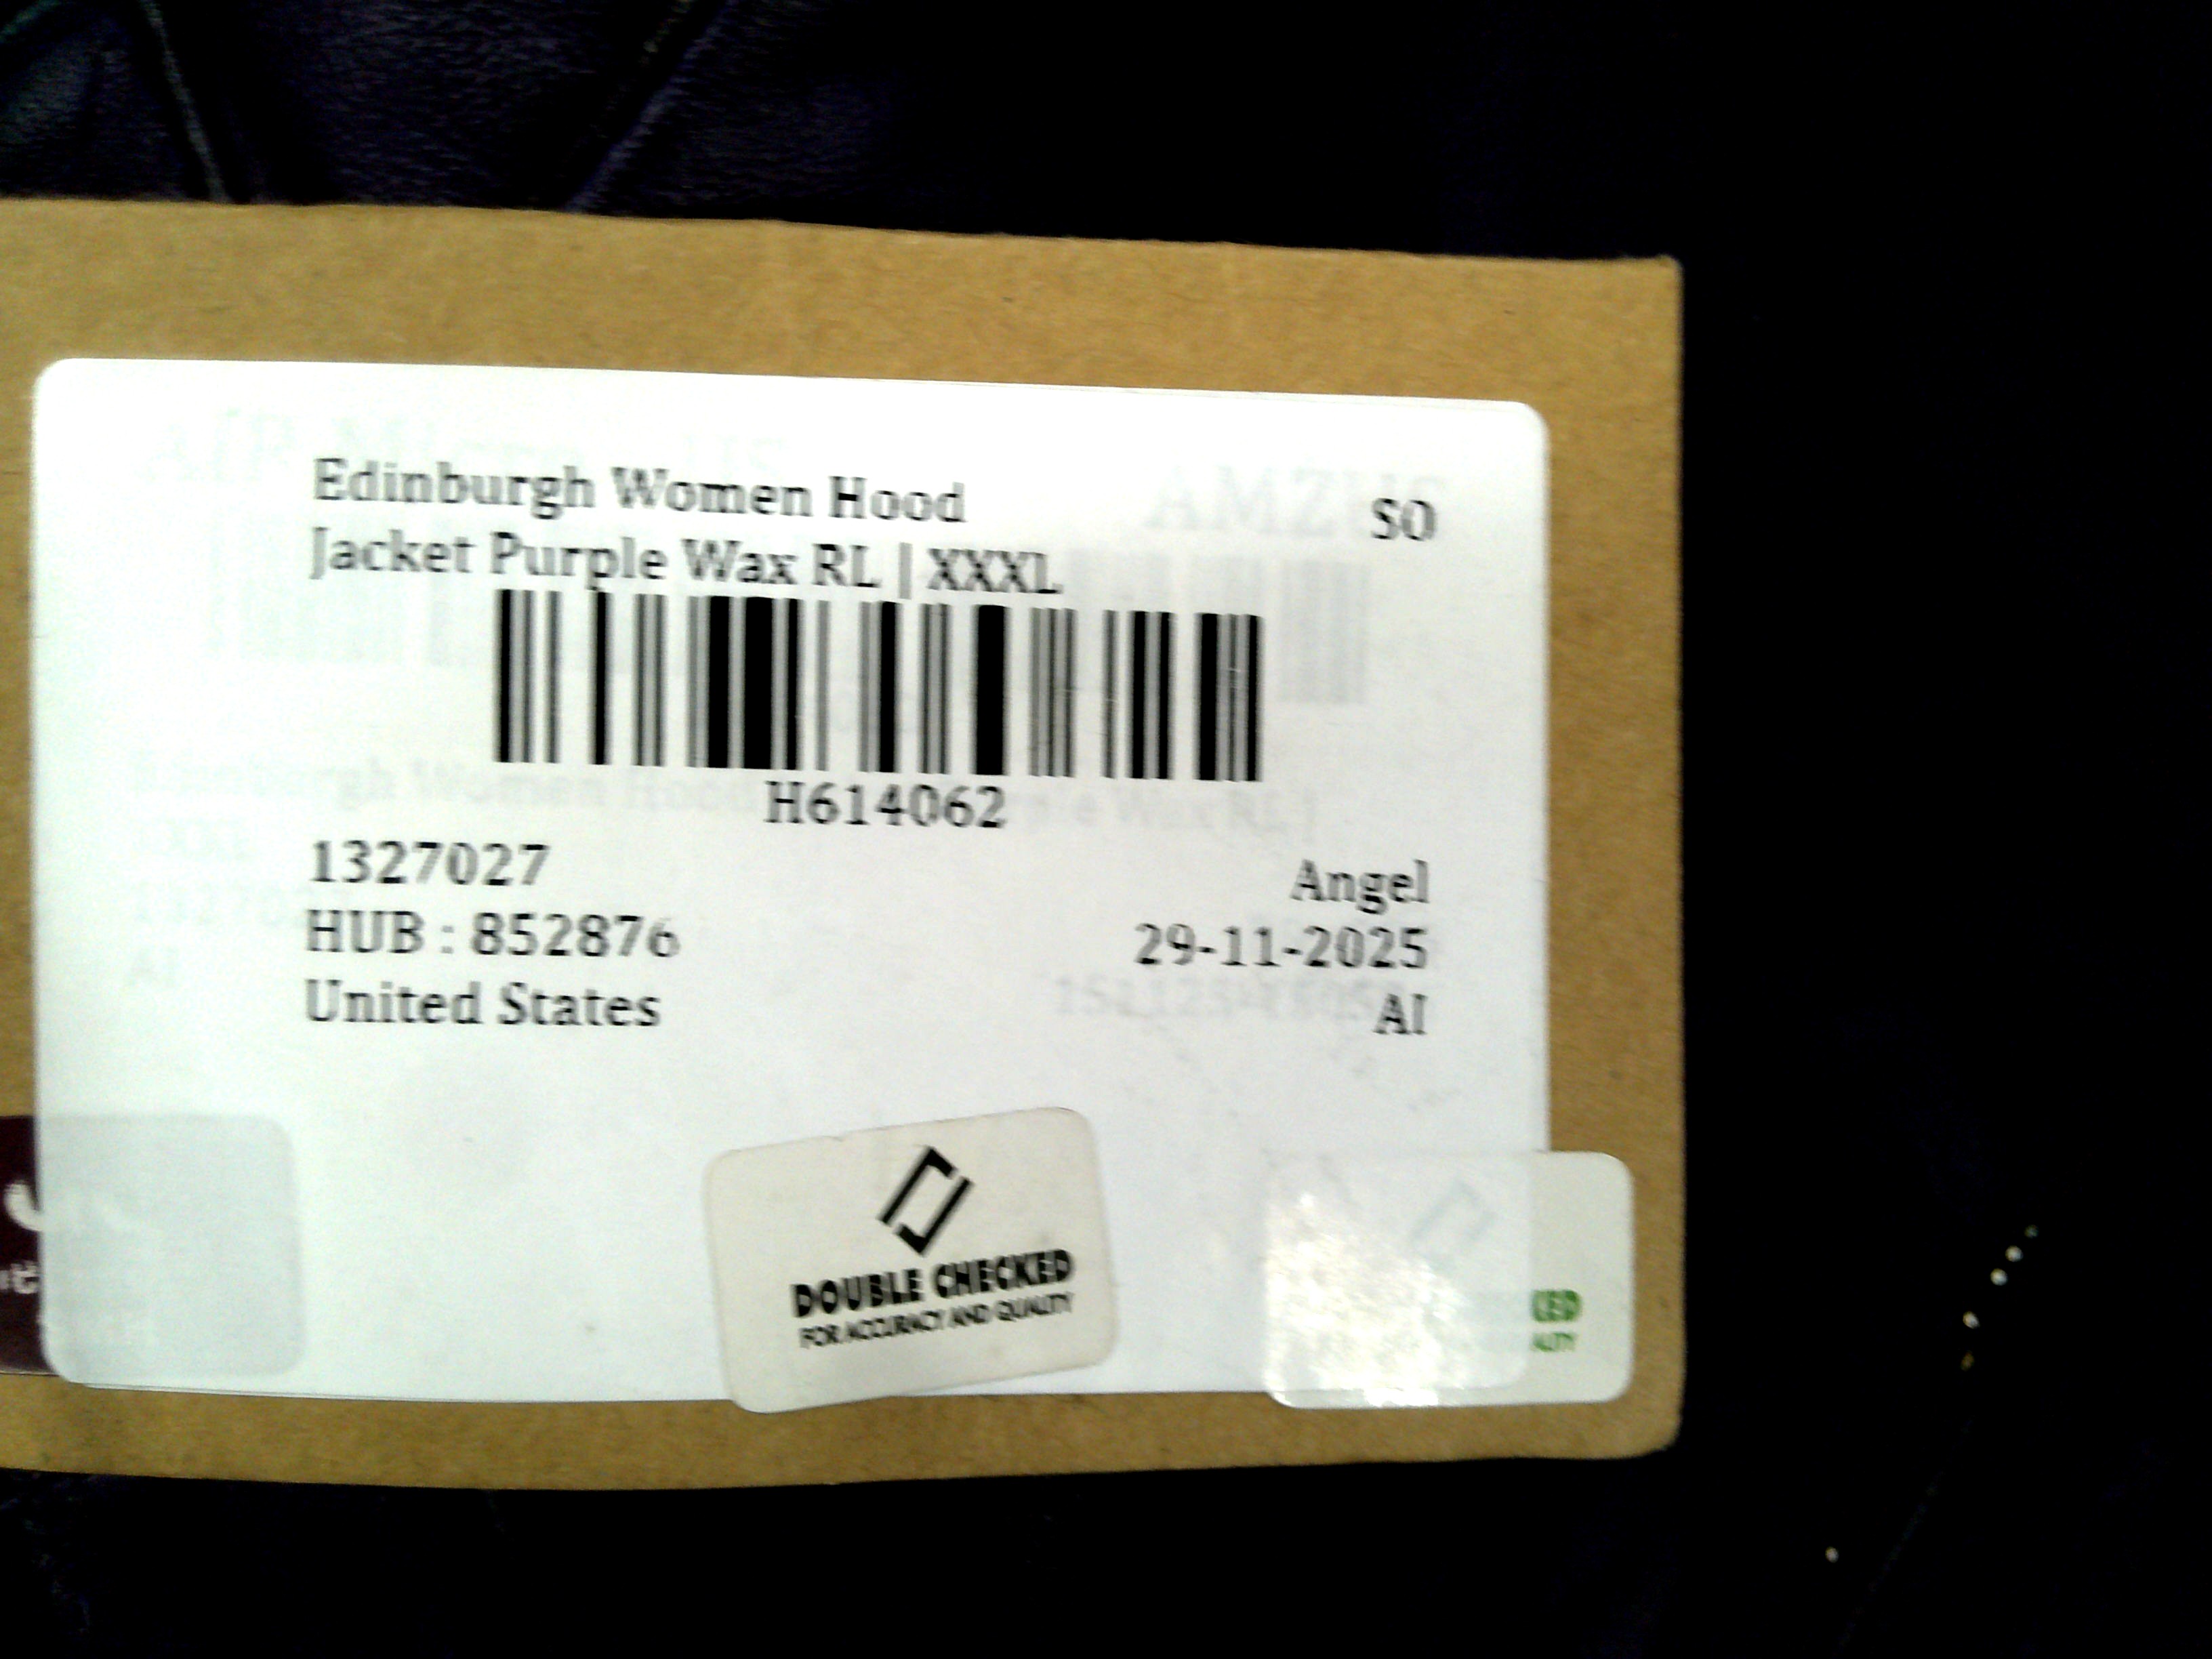 Edinburgh Women Hood
Jacket Purple Wax RL | XXXL
SO
H614062
1327027
HUB : 852876
United States
Angel
29-11-2025
AI
AMZUS
DOUBLE CHECKED
FOR ACCURACY AND QUALITY